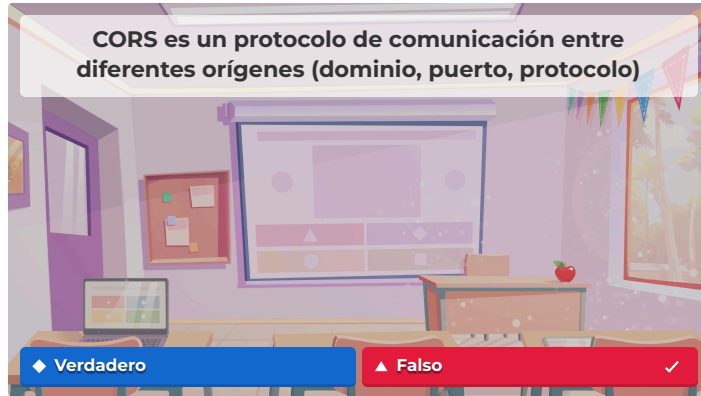 CORS es un protocolo de comunicación entre
diferentes orígenes (dominio, puerto, protocolo)
Verdadero
Falso